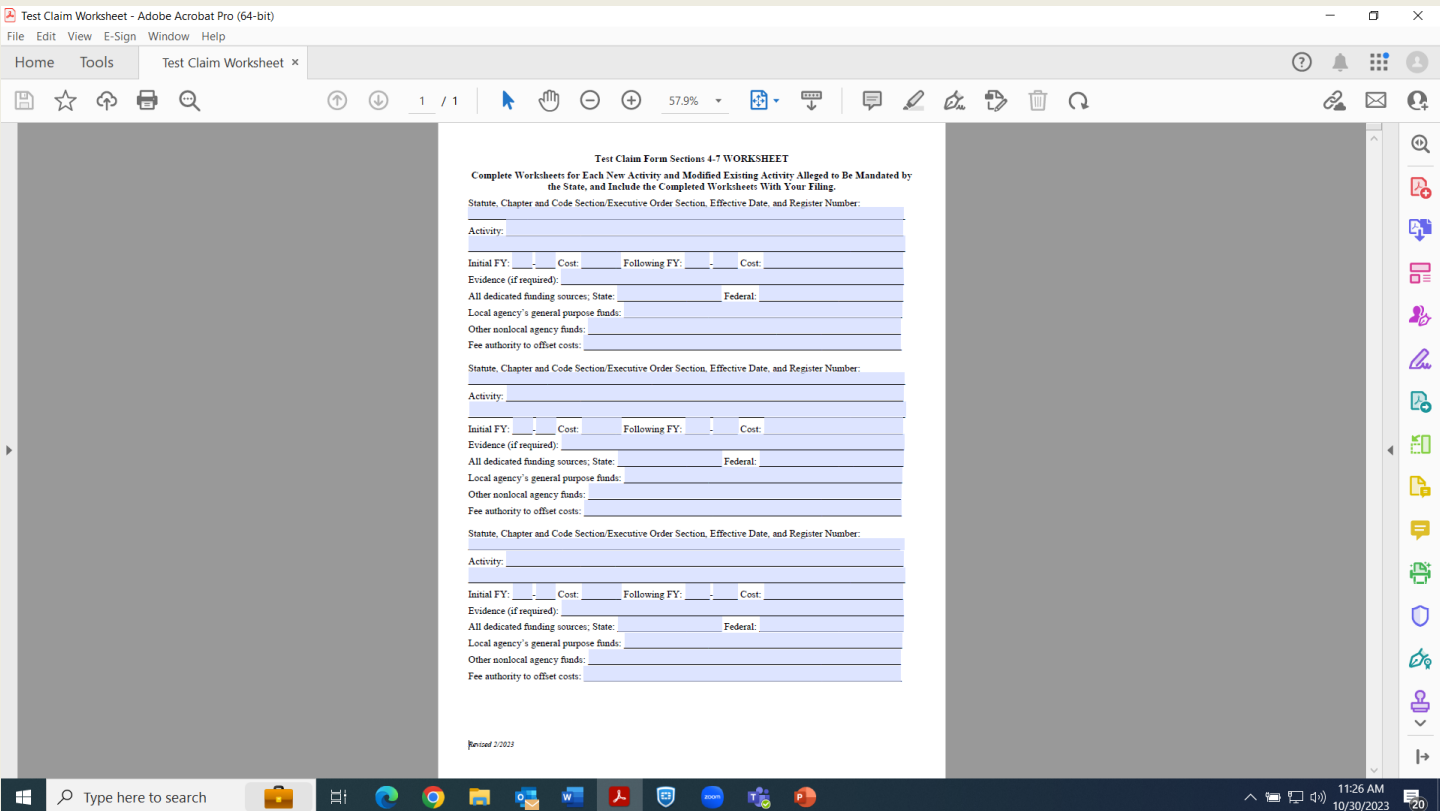 Test Claim Worksheet - Adobe Acrobat Pro (64-bit)
File Edit View E-Sign Window Help
Home Tools Test Claim Worksheet ×
1 / 1 57.9%
Test Claim Form Sections 4-7 WORKSHEET
Complete Worksheets for Each New Activity and Modified Existing Activity Alleged to Be Mandated by
the State, and Include the Completed Worksheets With Your Filing.
Statute, Chapter and Code Section/Executive Order Section, Effective Date, and Register Number:
Activity:
Initial FY: - Cost: Following FY: - Cost:
Evidence (if required):
All dedicated funding sources; State: Federal:
Local agency’s general purpose funds:
Other nonlocal agency funds:
Fee authority to offset costs:
Statute, Chapter and Code Section/Executive Order Section, Effective Date, and Register Number:
Activity:
Initial FY: - Cost: Following FY: - Cost:
Evidence (if required):
All dedicated funding sources; State: Federal:
Local agency’s general purpose funds:
Other nonlocal agency funds:
Fee authority to offset costs:
Statute, Chapter and Code Section/Executive Order Section, Effective Date, and Register Number:
Activity:
Initial FY: - Cost: Following FY: - Cost:
Evidence (if required):
All dedicated funding sources; State: Federal:
Local agency’s general purpose funds:
Other nonlocal agency funds:
Fee authority to offset costs:
Revised 2/2023
Type here to search
zoom
11:26 AM
10/30/2023
20